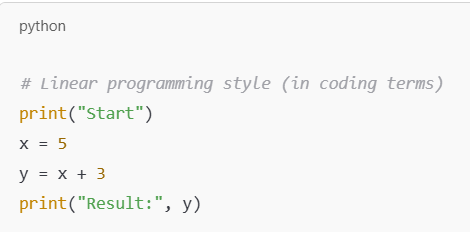 python
# Linear programming style (in coding terms)
print("Start")
x = 5
y = x + 3
print("Result:", y)